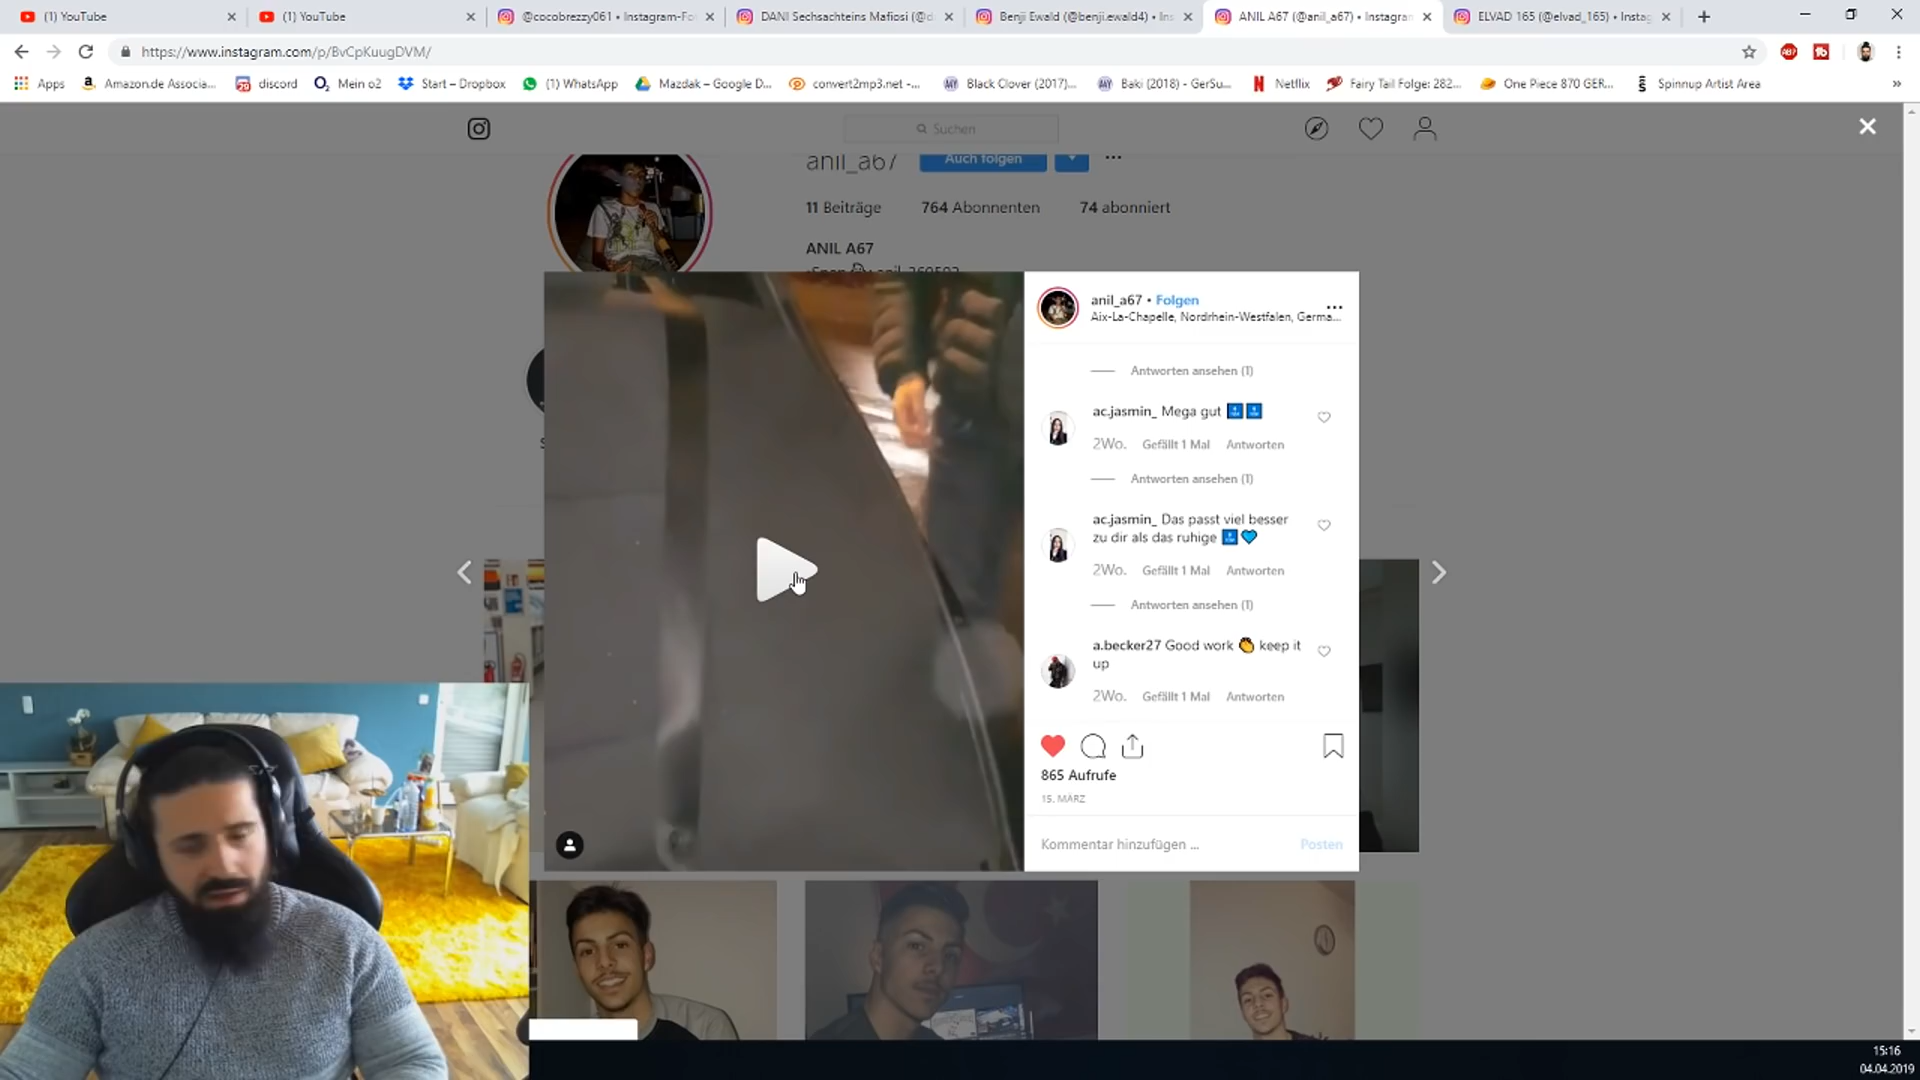 (1) YouTube
(1) YouTube
@cocobrezzy061 • Instagram-Fo
DANI Sechsachteins Mafiosi (@d
Benji Ewald (@benji.ewald4) • Ins
ANIL A67 (@anil_a67) • Instagran
ELVAD 165 (@elvad_165) • Instag
https://www.instagram.com/p/BvCpKuugDVM/
Apps
Amazon.de Associa...
discord
Mein o2
Start – Dropbox
(1) WhatsApp
Mazdak – Google D...
convert2mp3.net -...
Black Clover (2017)...
Baki (2018) - GerSu...
Netflix
Fairy Tail Folge: 282...
One Piece 870 GER...
Spinnup Artist Area
»
Suchen
anil_a67
Auch folgen
11 Beiträge 764 Abonnenten 74 abonniert
ANIL A67
anil_a67 • Folgen
Aix-La-Chapelle, Nordrhein-Westfalen, Germa...
Antworten ansehen (1)
ac.jasmin_ Mega gut
2Wo. Gefällt 1 Mal Antworten
Antworten ansehen (1)
ac.jasmin_ Das passt viel besser
zu dir als das ruhige
2Wo. Gefällt 1 Mal Antworten
Antworten ansehen (1)
a.becker27 Good work 👏 keep it
up
2Wo. Gefällt 1 Mal Antworten
865 Aufrufe
15. MÄRZ
Kommentar hinzufügen ... Posten
15:16
04.04.2019